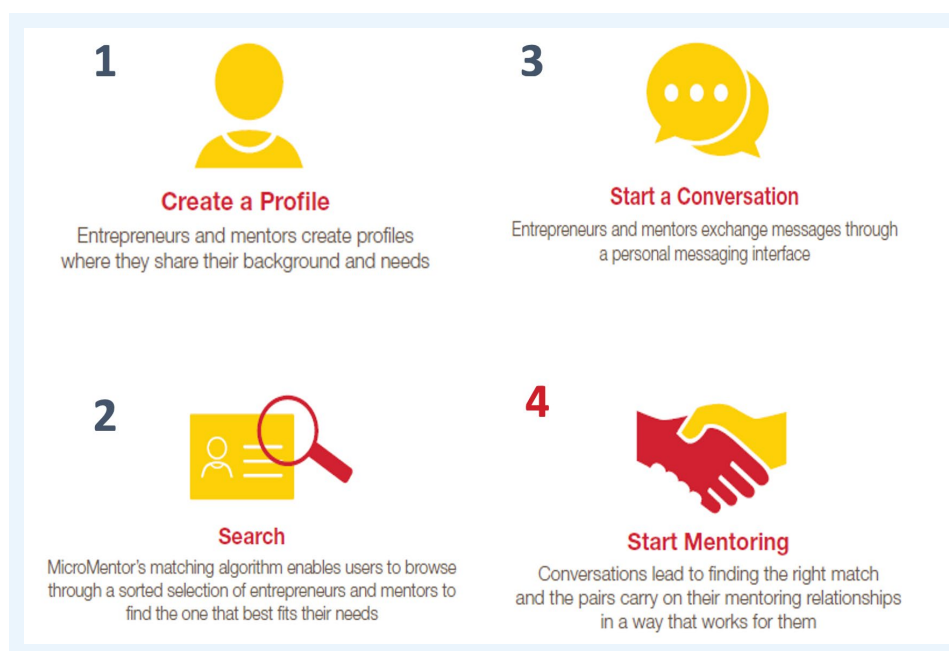 1
Create a Profile
Entrepreneurs and mentors create profiles
where they share their background and needs
2
Search
MicroMentor's matching algorithm enables users to browse
through a sorted selection of entrepreneurs and mentors to
find the one that best fits their needs
3
Start a Conversation
Entrepreneurs and mentors exchange messages through
a personal messaging interface
4
Start Mentoring
Conversations lead to finding the right match
and the pairs carry on their mentoring relationships
in a way that works for them